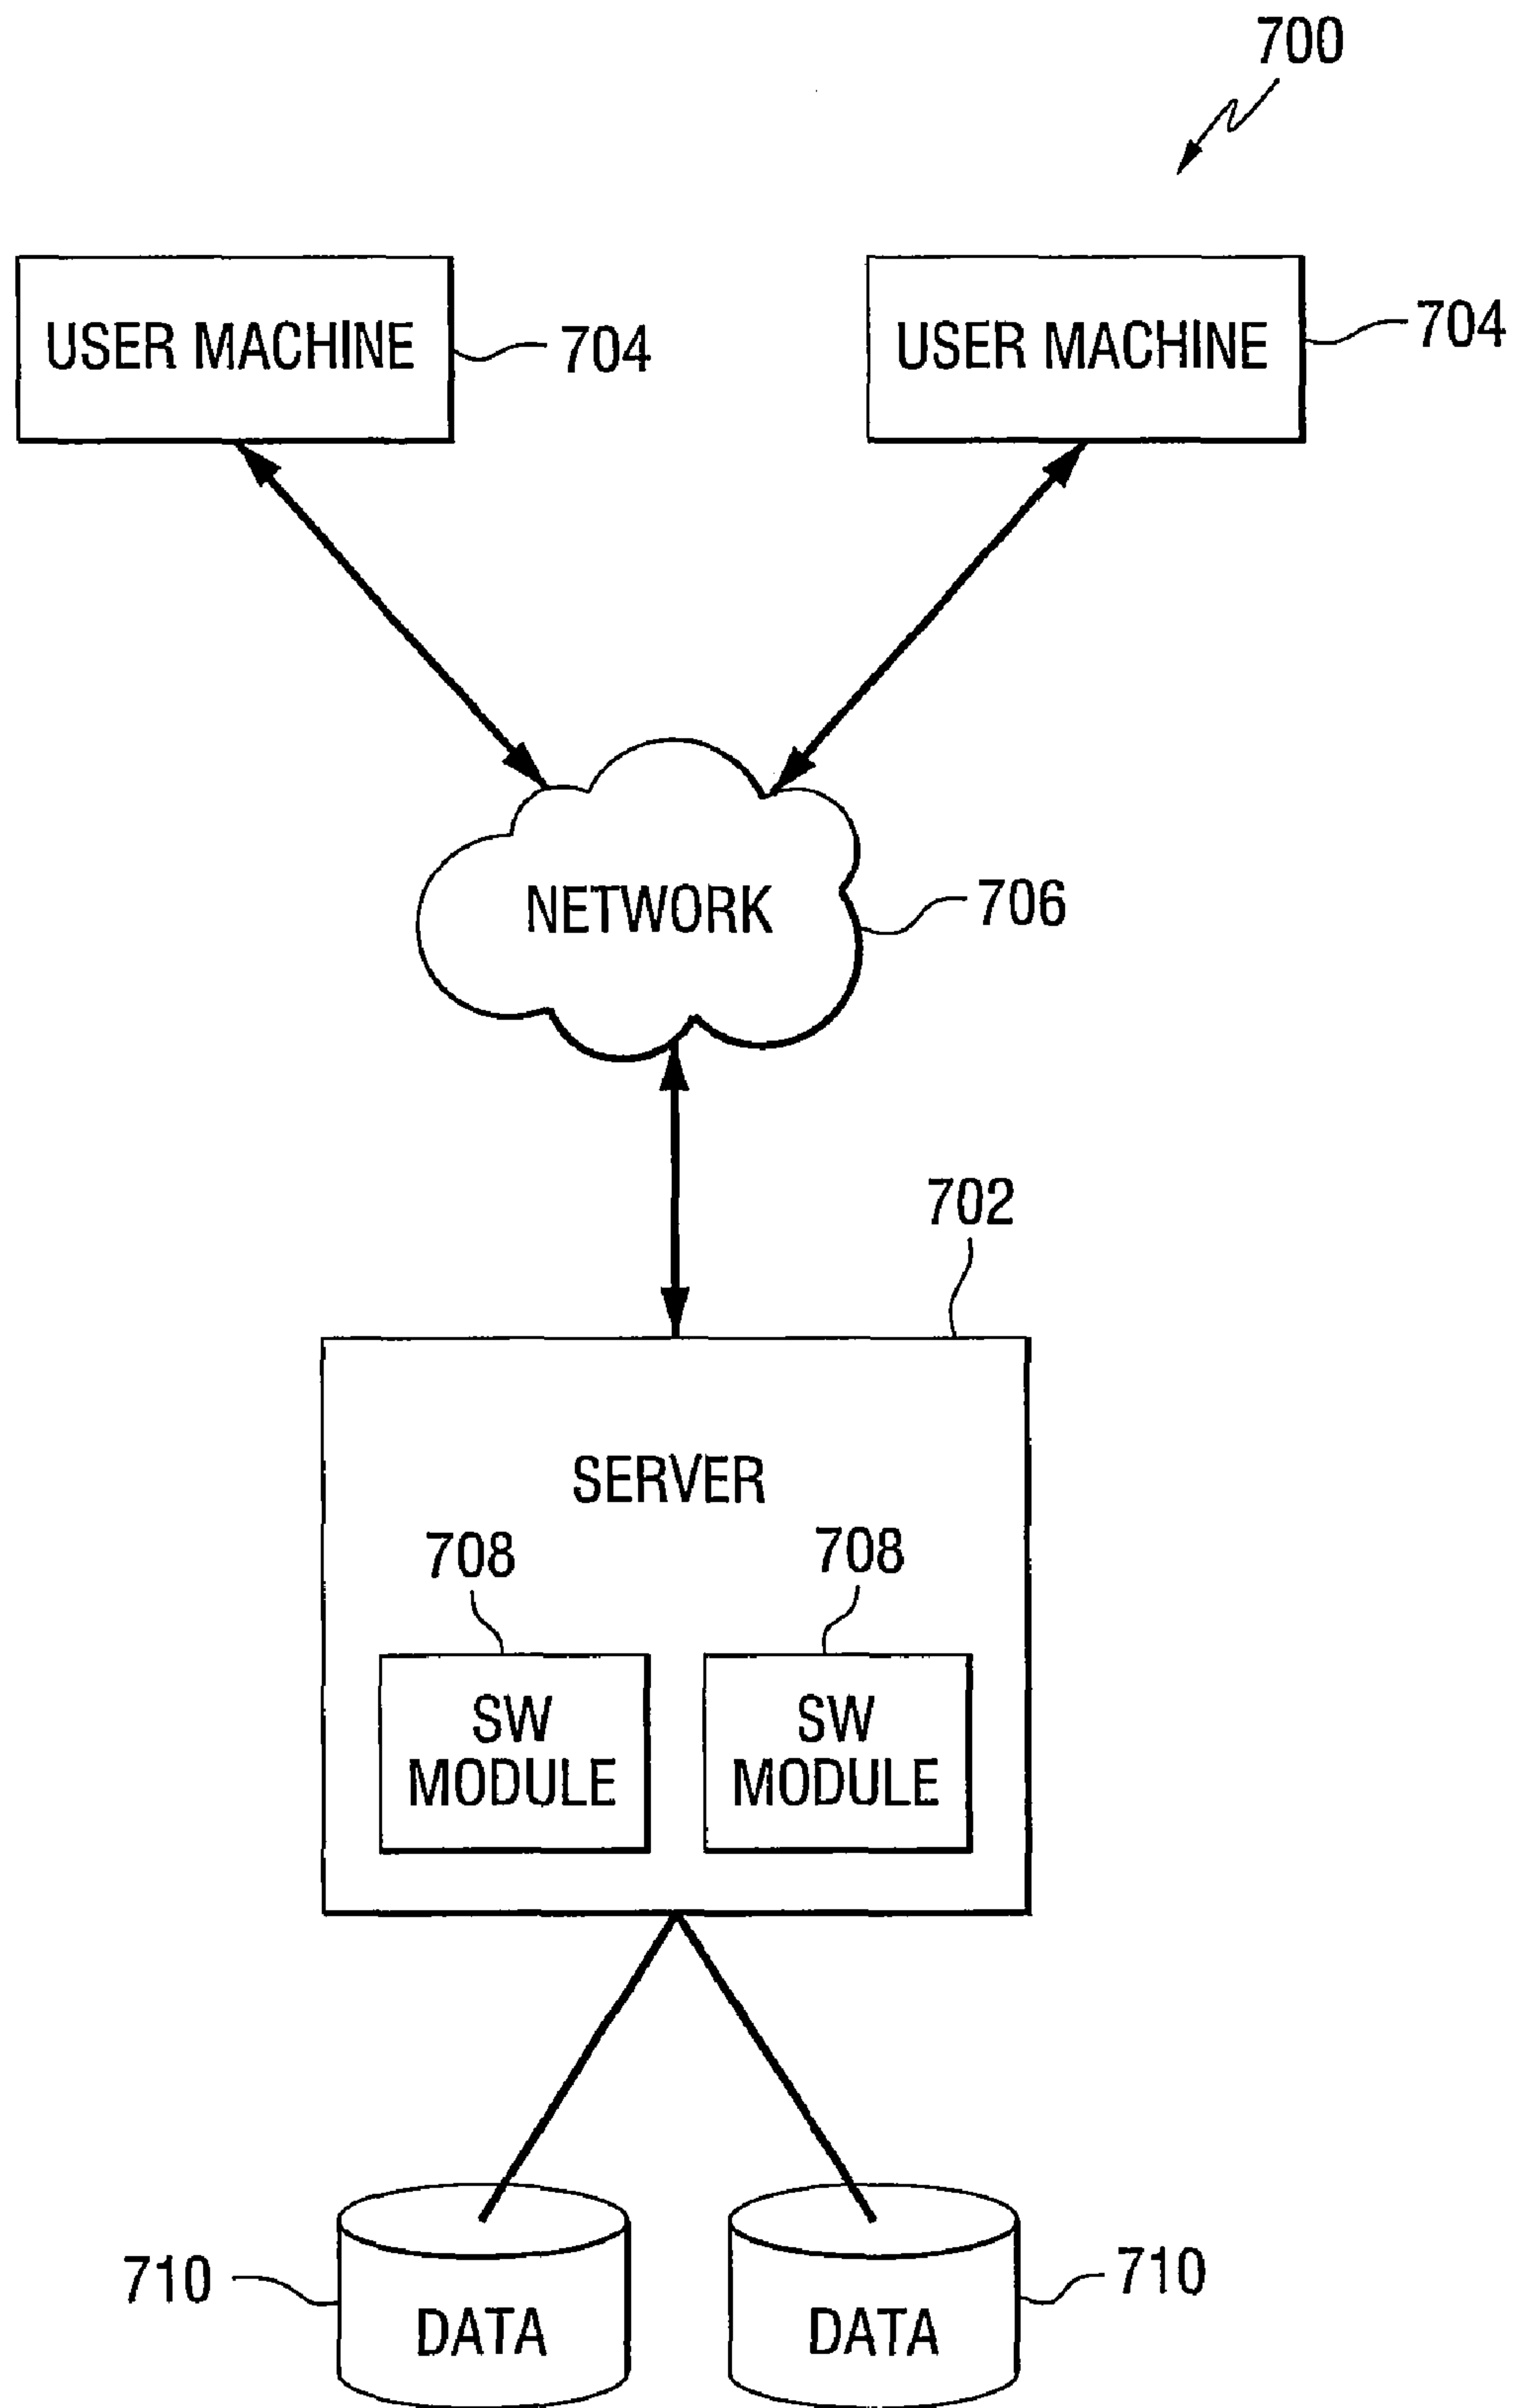 700
USER MACHINE
704
USER MACHINE
704
NETWORK
706
702
SERVER
708
708
SW
MODULE
SW
MODULE
710
DATA
DATA
710